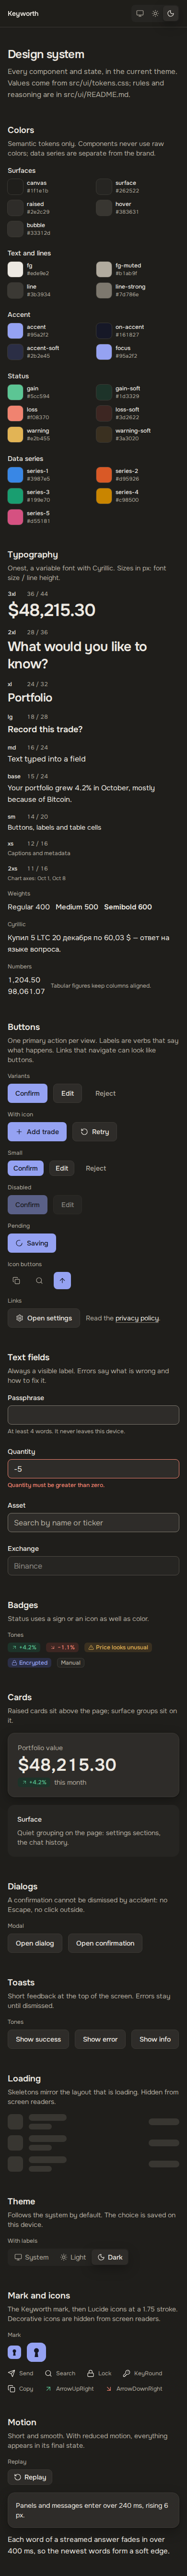 Keyworth
Design system
Every component and state, in the current theme.
Values come from src/ui/tokens.css; rules and
reasoning are in src/ui/README.md.
Colors
Semantic tokens only. Components never use raw
colors; data series are separate from the brand.
Surfaces
canvas
#1f1e1b
surface
#262522
raised
#2e2c29
hover
#383631
bubble
#33312d
Text and lines
fg
#ede9e2
fg-muted
#b1ab9f
line
#3b3934
line-strong
#7d786e
Accent
accent
#95a2f2
on-accent
#161827
accent-soft
#2b2e45
focus
#95a2f2
Status
gain
#5cc594
gain-soft
#1d3329
loss
#f08370
loss-soft
#3d2622
warning
#e2b455
warning-soft
#3a3020
Data series
series-1
#3987e5
series-2
#d95926
series-3
#199e70
series-4
#c98500
series-5
#d55181
Typography
Onest, a variable font with Cyrillic. Sizes in px: font
size / line height.
3xl 36 / 44
$48,215.30
2xl 28 / 36
What would you like to
know?
xl 24 / 32
Portfolio
lg 18 / 28
Record this trade?
md 16 / 24
Text typed into a field
base 15 / 24
Your portfolio grew 4.2% in October, mostly
because of Bitcoin.
sm 14 / 20
Buttons, labels and table cells
xs 12 / 16
Captions and metadata
2xs 11 / 16
Chart axes: Oct 1, Oct 8
Weights
Regular 400 Medium 500 Semibold 600
Cyrillic
Купил 5 LTC 20 декабря по 60,03 $ — ответ на
языке вопроса.
Numbers
1,204.50
98,061.07
Tabular figures keep columns aligned.
Buttons
One primary action per view. Labels are verbs that say
what happens. Links that navigate can look like
buttons.
Variants
Confirm Edit Reject
With icon
Add trade Retry
Small
Confirm Edit Reject
Disabled
Confirm Edit
Pending
Saving
Icon buttons
Links
Open settings Read the privacy policy.
Text fields
Always a visible label. Errors say what is wrong and
how to fix it.
Passphrase
At least 4 words. It never leaves this device.
Quantity
-5
Quantity must be greater than zero.
Asset
Search by name or ticker
Exchange
Binance
Badges
Status uses a sign or an icon as well as color.
Tones
+4.2% −1.1% Price looks unusual
Encrypted Manual
Cards
Raised cards sit above the page; surface groups sit on
it.
Portfolio value
$48,215.30
+4.2% this month
Surface
Quiet grouping on the page: settings sections,
the chat history.
Dialogs
A confirmation cannot be dismissed by accident: no
Escape, no click outside.
Modal
Open dialog Open confirmation
Toasts
Short feedback at the top of the screen. Errors stay
until dismissed.
Tones
Show success Show error Show info
Loading
Skeletons mirror the layout that is loading. Hidden from
screen readers.
Theme
Follows the system by default. The choice is saved on
this device.
With labels
System Light Dark
Mark and icons
The Keyworth mark, then Lucide icons at a 1.75 stroke.
Decorative icons are hidden from screen readers.
Mark
Send Search Lock KeyRound
Copy ArrowUpRight ArrowDownRight
Motion
Short and smooth. With reduced motion, everything
appears in its final state.
Replay
Replay
Panels and messages enter over 240 ms, rising 6
px.
Each word of a streamed answer fades in over
400 ms, so the newest words form a soft edge.